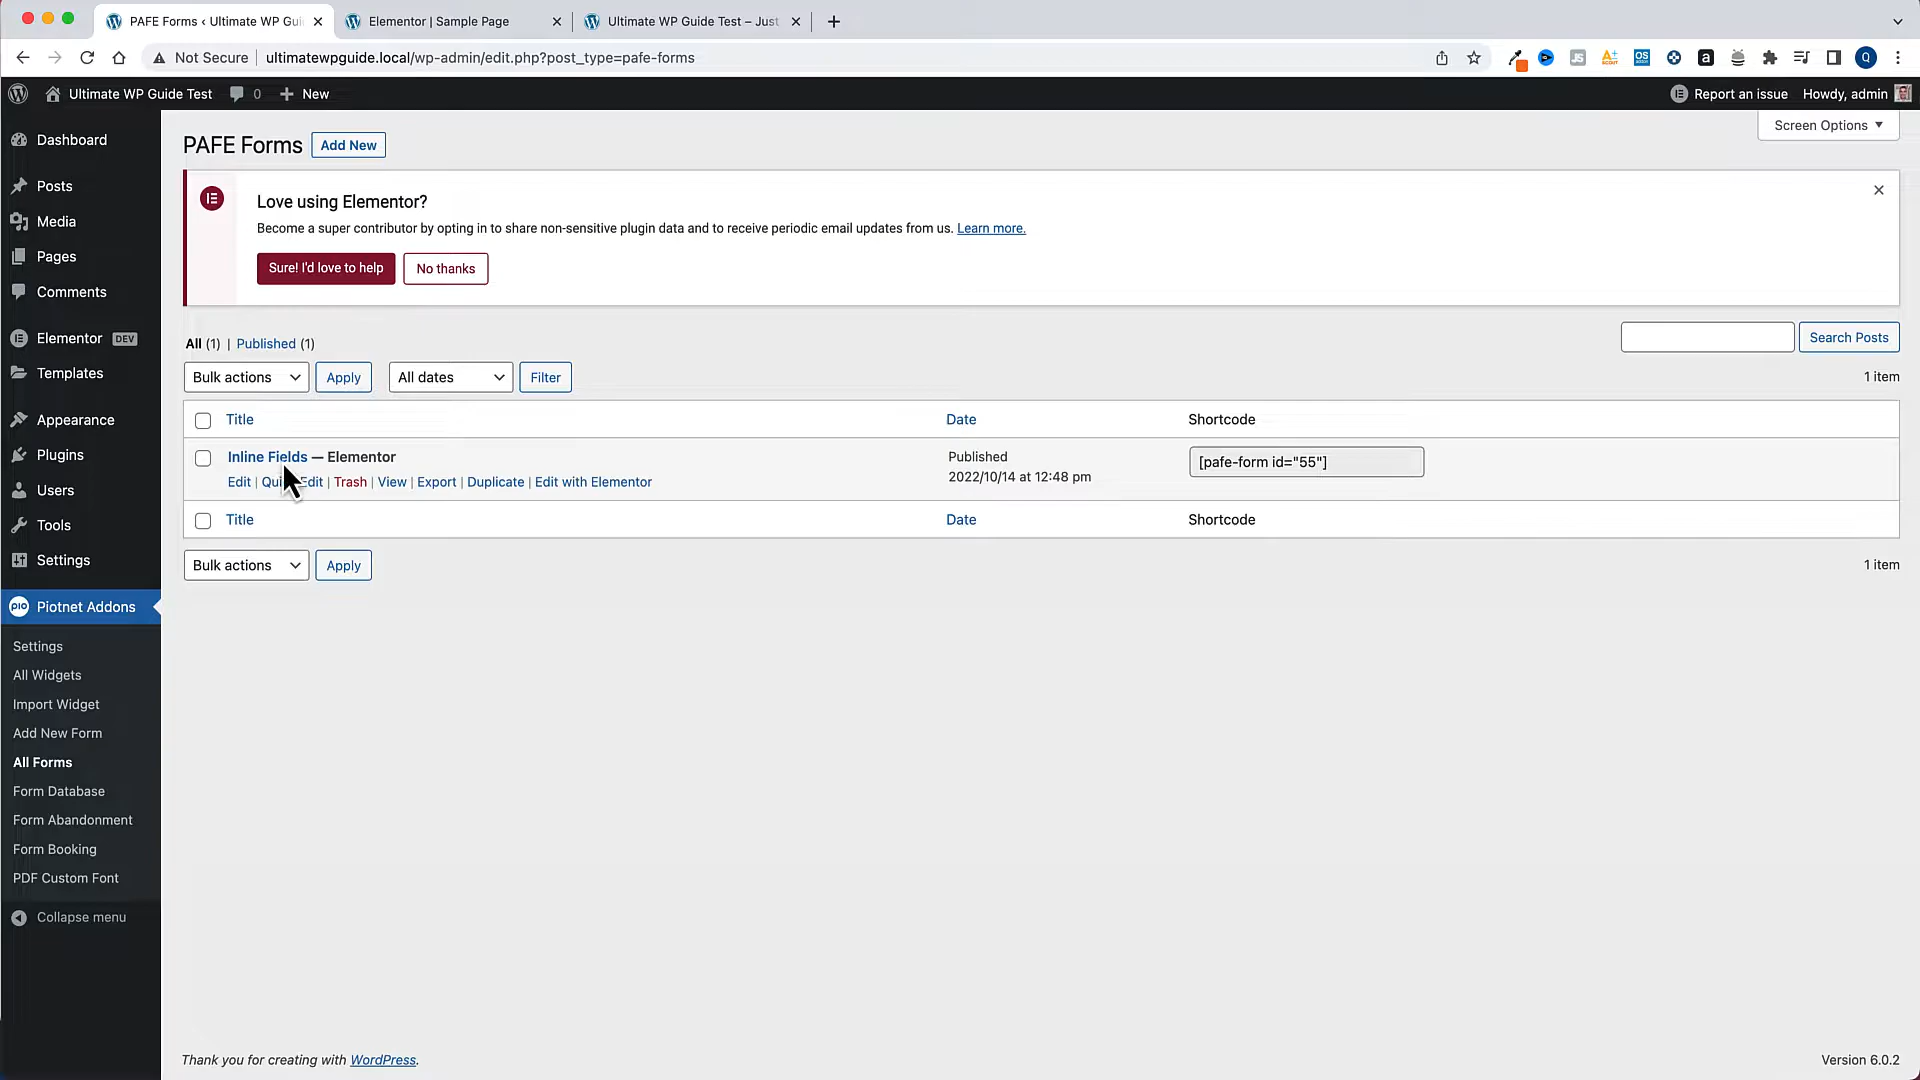 PAFE Forms ‹ Ultimate WP Gui
Elementor | Sample Page
Ultimate WP Guide Test – Just
Not Secure
ultimatewpguide.local/wp-admin/edit.php?post_type=pafe-forms
Q
Ultimate WP Guide Test
0
New
Report an issue
Howdy, admin
Dashboard
Posts
Media
Pages
Comments
Elementor DEV
Templates
Appearance
Plugins
Users
Tools
Settings
Piotnet Addons
Settings
All Widgets
Import Widget
Add New Form
All Forms
Form Database
Form Abandonment
Form Booking
PDF Custom Font
Collapse menu
PAFE Forms
Add New
Screen Options
Love using Elementor?
Become a super contributor by opting in to share non-sensitive plugin data and to receive periodic email updates from us. Learn more.
Sure! I'd love to help
No thanks
All (1) | Published (1)
Search Posts
Bulk actions
Apply
All dates
Filter
1 item
Title
Date
Shortcode
Inline Fields — Elementor
Published
2022/10/14 at 12:48 pm
[pafe-form id="55"]
Edit | Edit | Trash | View | Export | Duplicate | Edit with Elementor
Title
Date
Shortcode
Bulk actions
Apply
1 item
Thank you for creating with WordPress.
Version 6.0.2